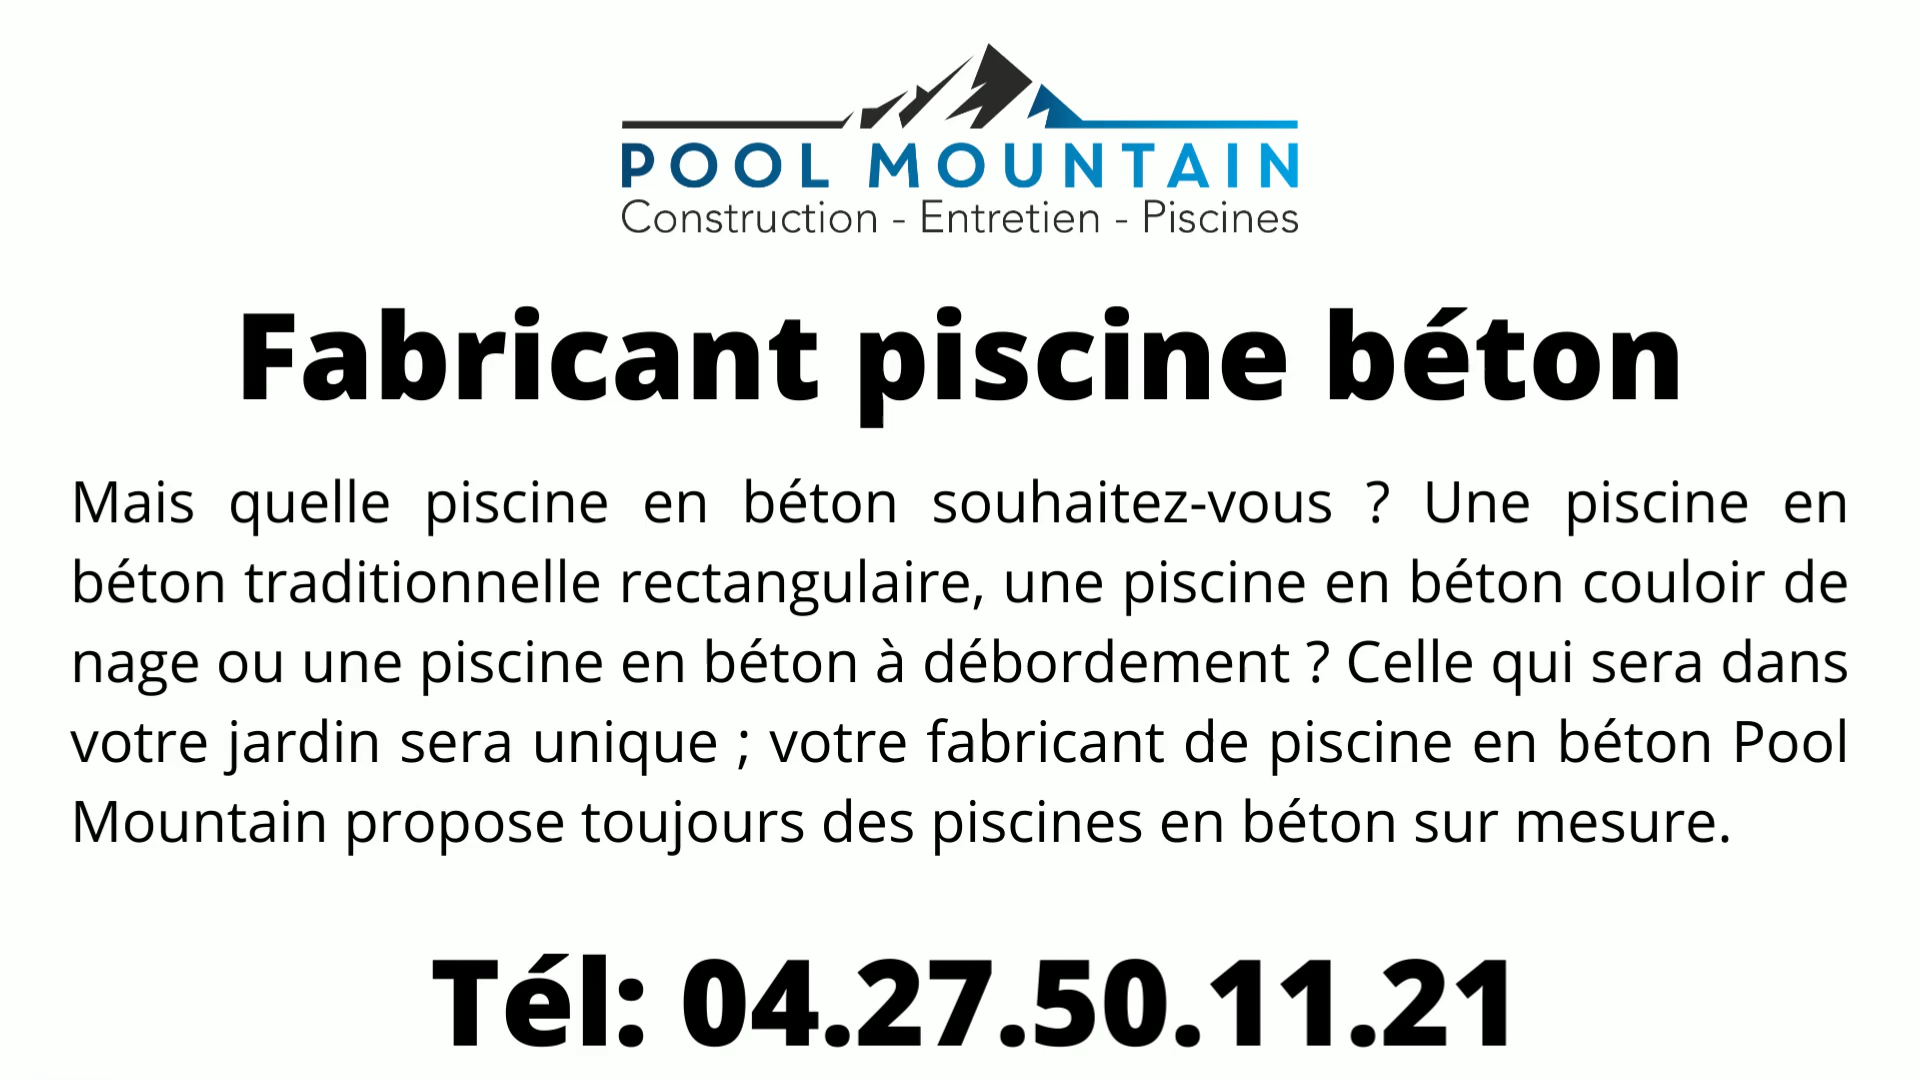 POOL MOUNTAIN
Construction - Entretien - Piscines
Fabricant piscine béton
Mais quelle piscine en béton souhaitez-vous ? Une piscine en
béton traditionnelle rectangulaire, une piscine en béton couloir de
nage ou une piscine en béton à débordement ? Celle qui sera dans
votre jardin sera unique ; votre fabricant de piscine en béton Pool
Mountain propose toujours des piscines en béton sur mesure.
Tél: 04.27.50.11.21